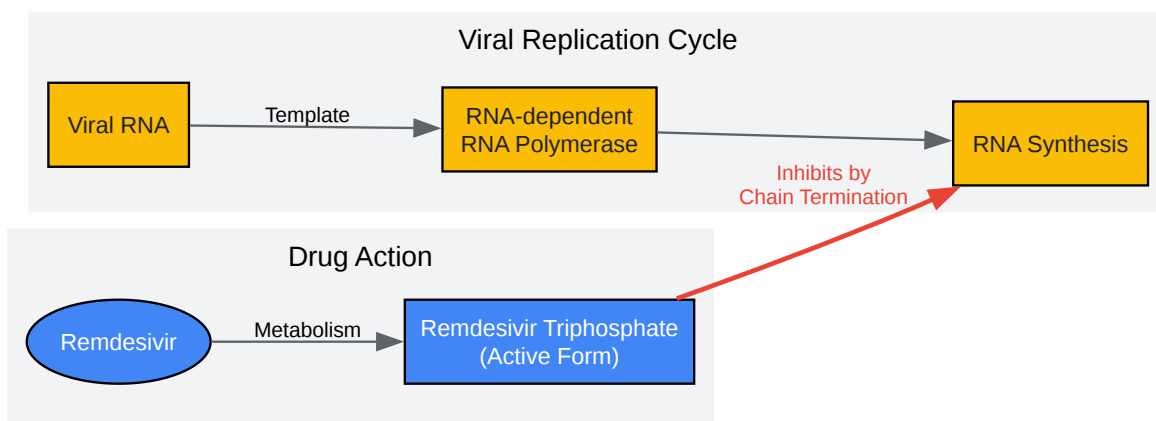 Viral Replication Cycle
Viral RNA
Template
RNA-dependent
RNA Polymerase
RNA Synthesis
Inhibits by
Chain Termination
Drug Action
Remdesivir
Metabolism
Remdesivir Triphosphate
(Active Form)